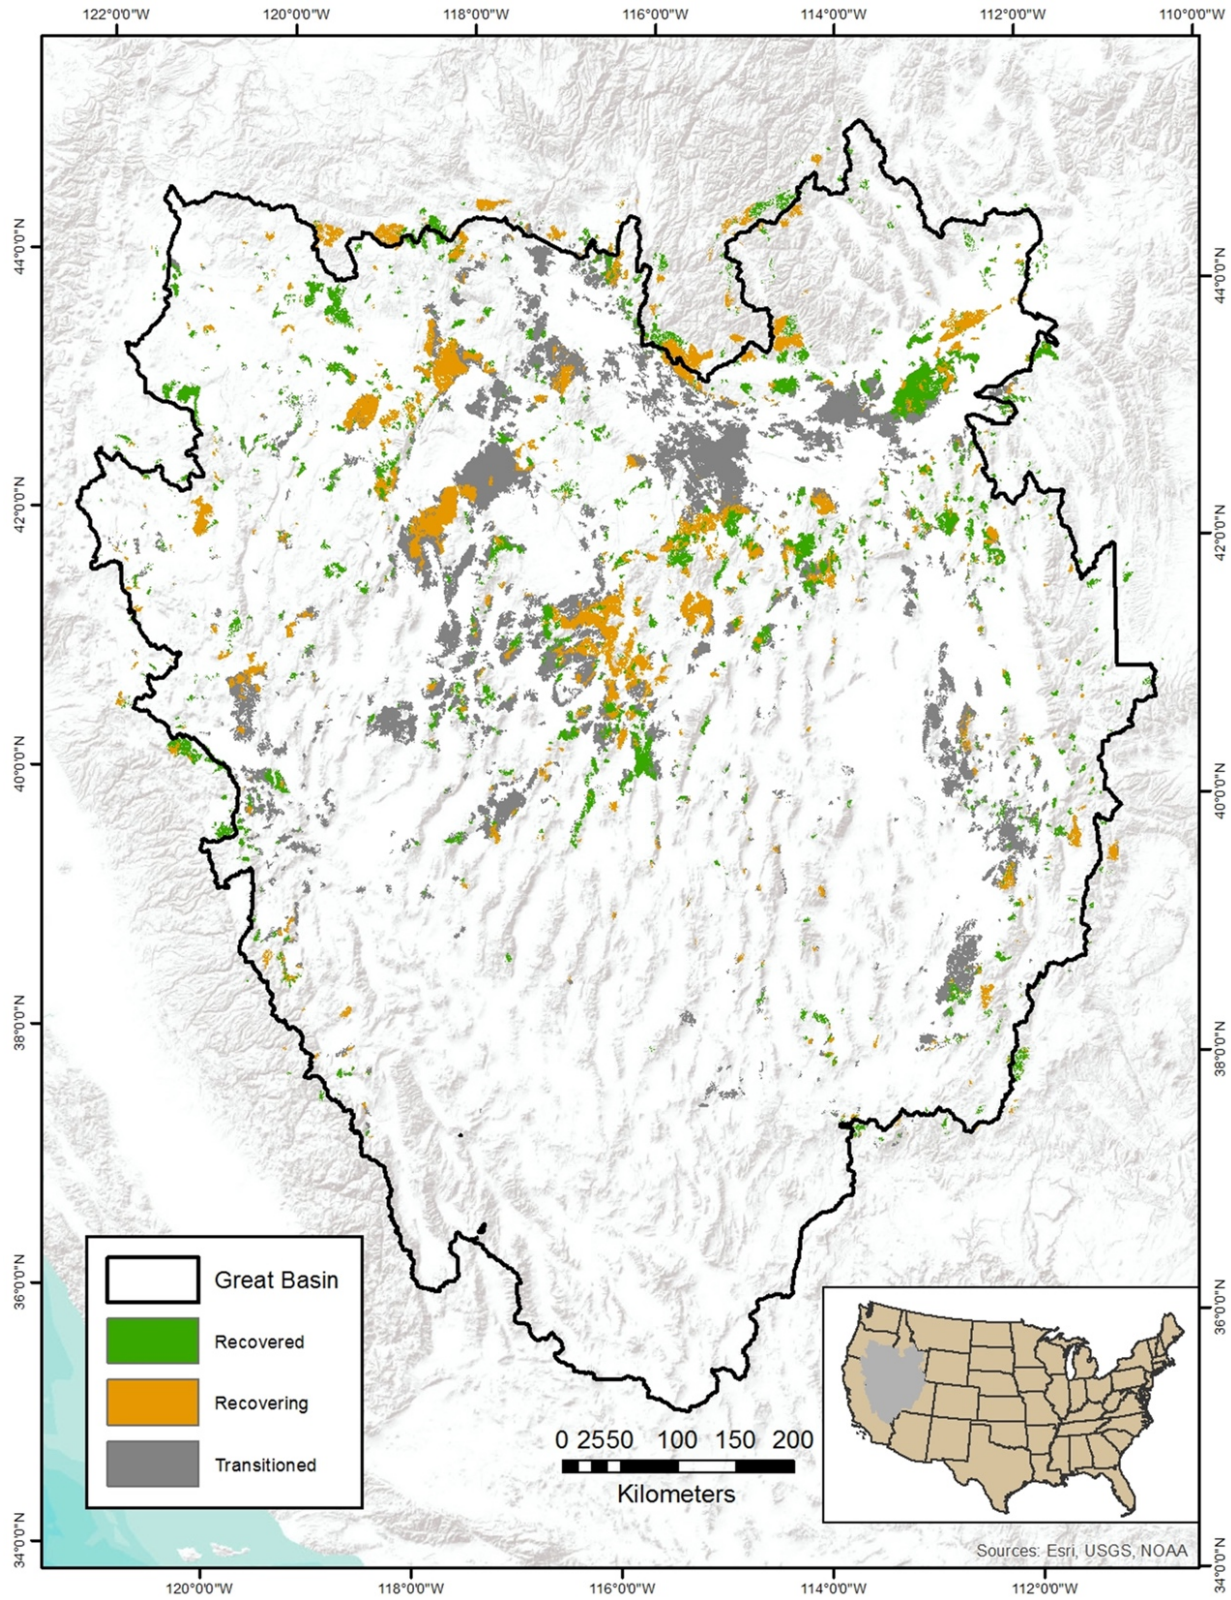 122°0'0"W 120°0'0"W 118°0'0"W 116°0'0"W 114°0'0"W 112°0'0"W 110°0'0"W
44°0'0"N 44°0'0"N
42°0'0"N 42°0'0"N
40°0'0"N 40°0'0"N
38°0'0"N 38°0'0"N
36°0'0"N 36°0'0"N
34°0'0"N 34°0'0"N
Great Basin
Recovered
Recovering
Transitioned
0 25 50 100 150 200
Kilometers
Sources: Esri, USGS, NOAA
120°0'0"W 118°0'0"W 116°0'0"W 114°0'0"W 112°0'0"W